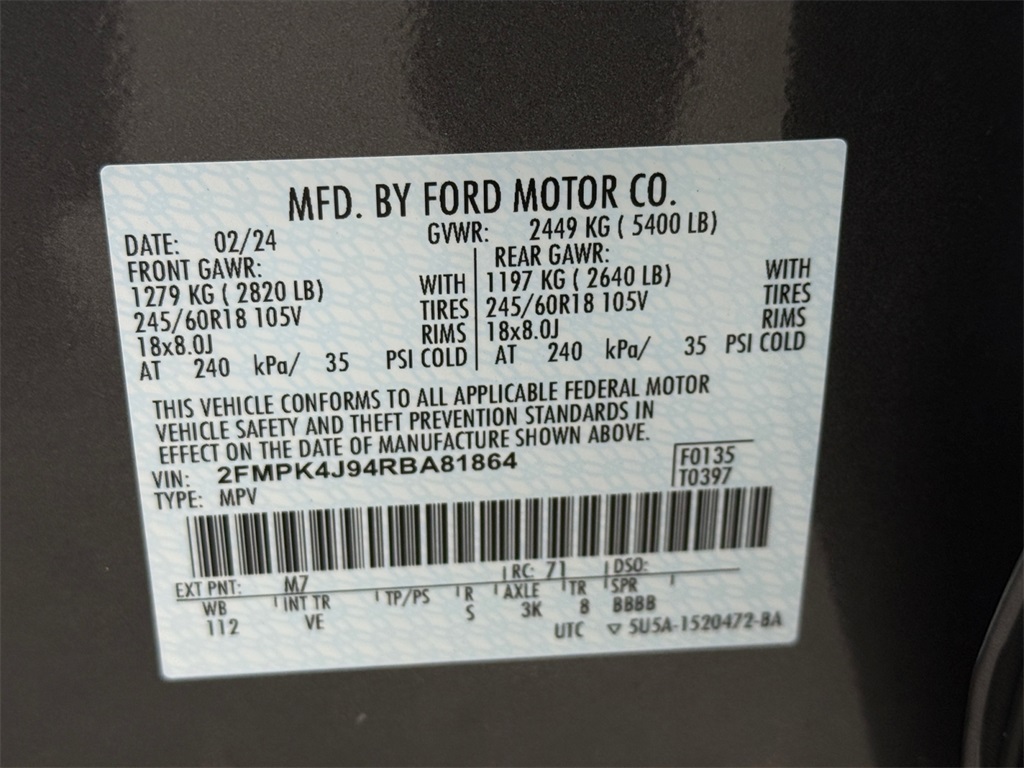 MFD. BY FORD MOTOR CO.
DATE: 02/24 GVWR: 2449 KG ( 5400 LB)
FRONT GAWR: REAR GAWR:
1279 KG ( 2820 LB) WITH 1197 KG ( 2640 LB) WITH
245/60R18 105V TIRES 245/60R18 105V TIRES
18x8.0J RIMS 18x8.0J RIMS
AT 240 kPa/ 35 PSI COLD AT 240 kPa/ 35 PSI COLD
THIS VEHICLE CONFORMS TO ALL APPLICABLE FEDERAL MOTOR
VEHICLE SAFETY AND THEFT PREVENTION STANDARDS IN
EFFECT ON THE DATE OF MANUFACTURE SHOWN ABOVE.
VIN: 2FMPK4J94RBA81864 F0135
TYPE: MPV T0397
EXT PNT: M7 RC: 71 DSO:
WB INT TR TP/PS R AXLE TR SPR
112 VE S 3K 8 BBBB
UTC ▽ 5U5A-1520472-BA